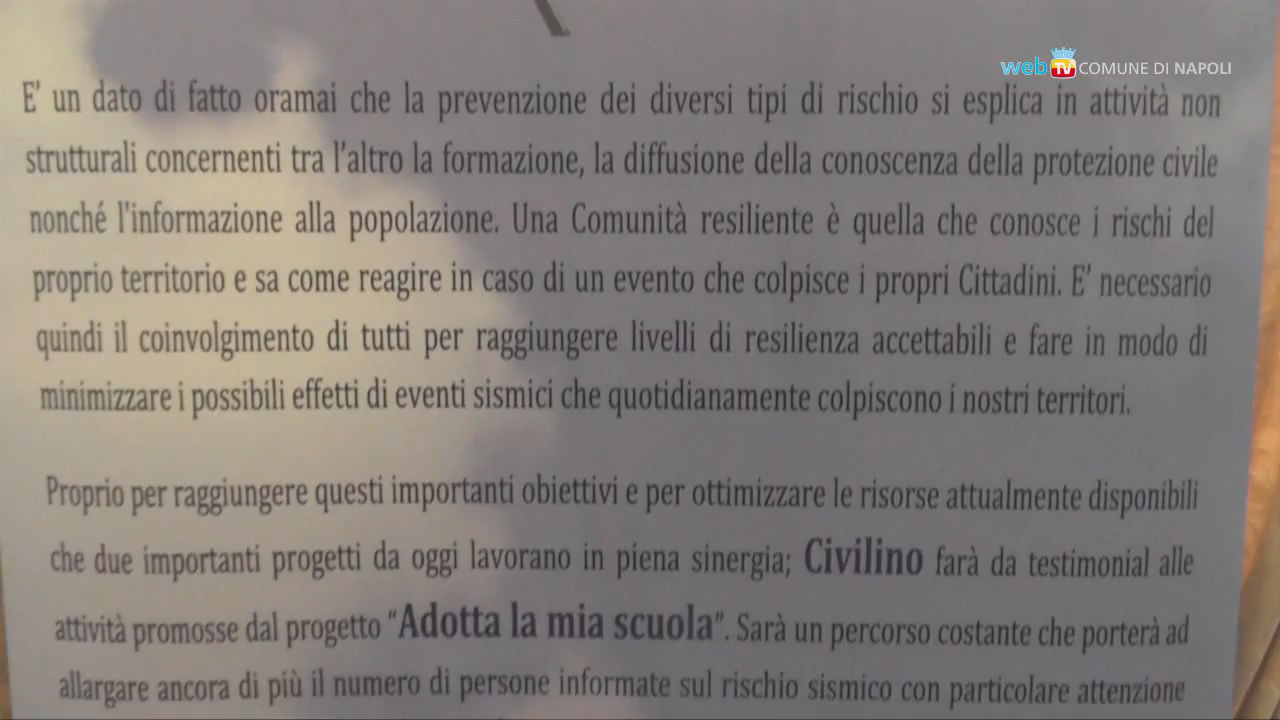 web TV COMUNE DI NAPOLI
E' un dato di fatto oramai che la prevenzione dei diversi tipi di rischio si esplica in attività non
strutturali concernenti tra l'altro la formazione, la diffusione della conoscenza della protezione civile
nonché l'informazione alla popolazione. Una Comunità resiliente è quella che conosce i rischi del
proprio territorio e sa come reagire in caso di un evento che colpisce i propri Cittadini. E' necessario
quindi il coinvolgimento di tutti per raggiungere livelli di resilienza accettabili e fare in modo di
minimizzare i possibili effetti di eventi sismici che quotidianamente colpiscono i nostri territori.
Proprio per raggiungere questi importanti obiettivi e per ottimizzare le risorse attualmente disponibili
che due importanti progetti da oggi lavorano in piena sinergia; Civilino farà da testimonial alle
attività promosse dal progetto "Adotta la mia scuola". Sarà un percorso costante che porterà ad
allargare ancora di più il numero di persone informate sul rischio sismico con particolare attenzione